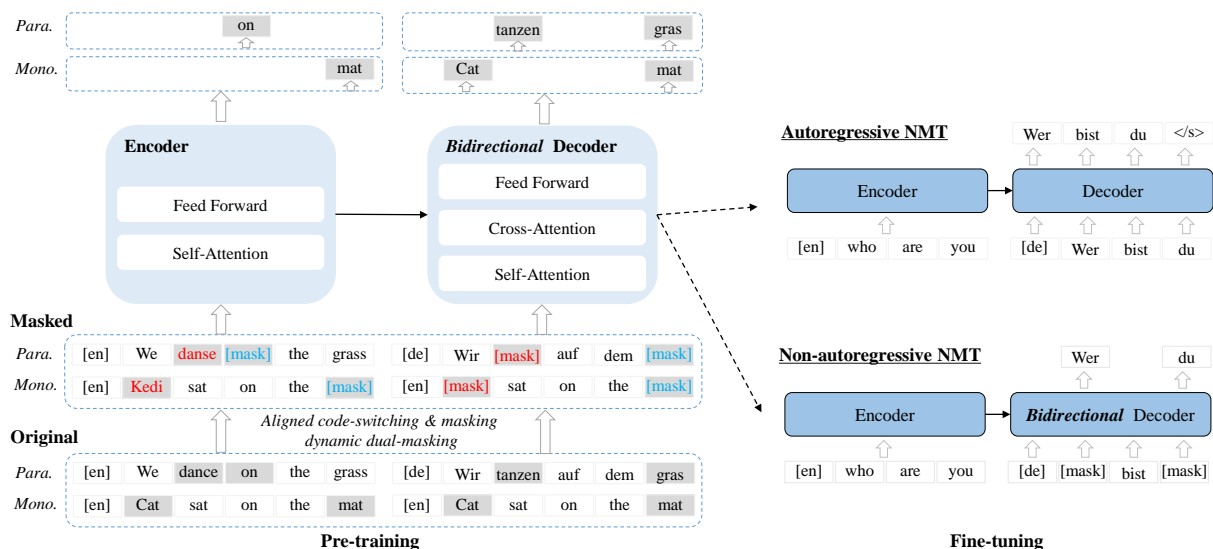 Para. on tanzen gras
Mono. mat Cat mat
Encoder
Feed Forward
Self-Attention
Bidirectional Decoder
Feed Forward
Cross-Attention
Self-Attention
Masked
Para. [en] We danse [mask] the grass [de] Wir [mask] auf dem [mask]
Mono. [en] Kedi sat on the [mask] [en] [mask] sat on the [mask]
Aligned code-switching & masking
dynamic dual-masking
Original
Para. [en] We dance on the grass [de] Wir tanzen auf dem gras
Mono. [en] Cat sat on the mat [en] Cat sat on the mat
Pre-training
Autoregressive NMT
Wer bist du </s>
Encoder Decoder
[en] who are you [de] Wer bist du
Non-autoregressive NMT
Wer du
Encoder Bidirectional Decoder
[en] who are you [de] [mask] bist [mask]
Fine-tuning